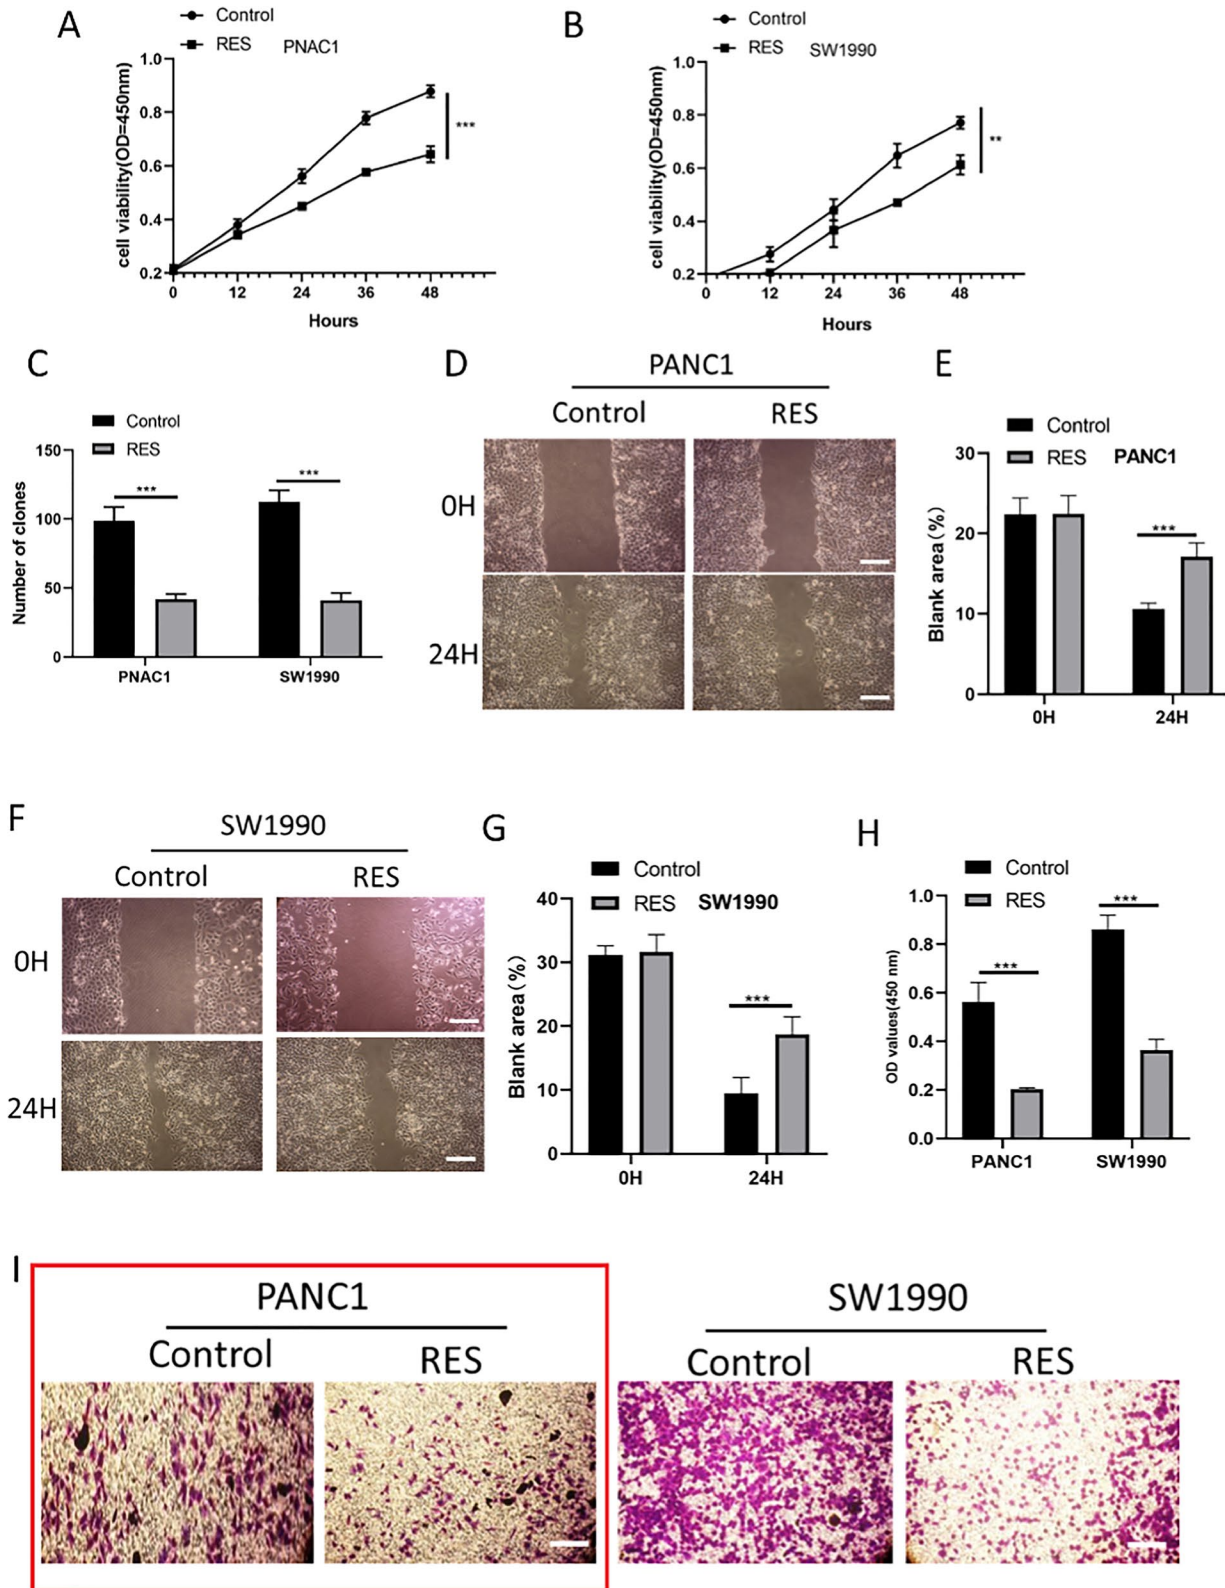 A
Control
RES PNAC1
cell viability(OD=450nm)
1.0
0.8
0.6
0.4
0.2
0 12 24 36 48
Hours
***
B
Control
RES SW1990
cell viability(OD=450nm)
1.0
0.8
0.6
0.4
0.2
0 12 24 36 48
Hours
**
C
Control
RES
Number of clones
150
100
50
0
***
***
PNAC1 SW1990
D
PANC1
Control RES
0H
24H
E
Control
RES PANC1
Blank area(%)
30
20
10
0
***
0H 24H
F
SW1990
Control RES
0H
24H
G
Control
RES SW1990
Blank area(%)
40
30
20
10
0
***
0H 24H
H
Control
RES
OD values(450 nm)
1.0
0.8
0.6
0.4
0.2
0.0
***
***
PANC1 SW1990
I
PANC1
Control RES
SW1990
Control RES